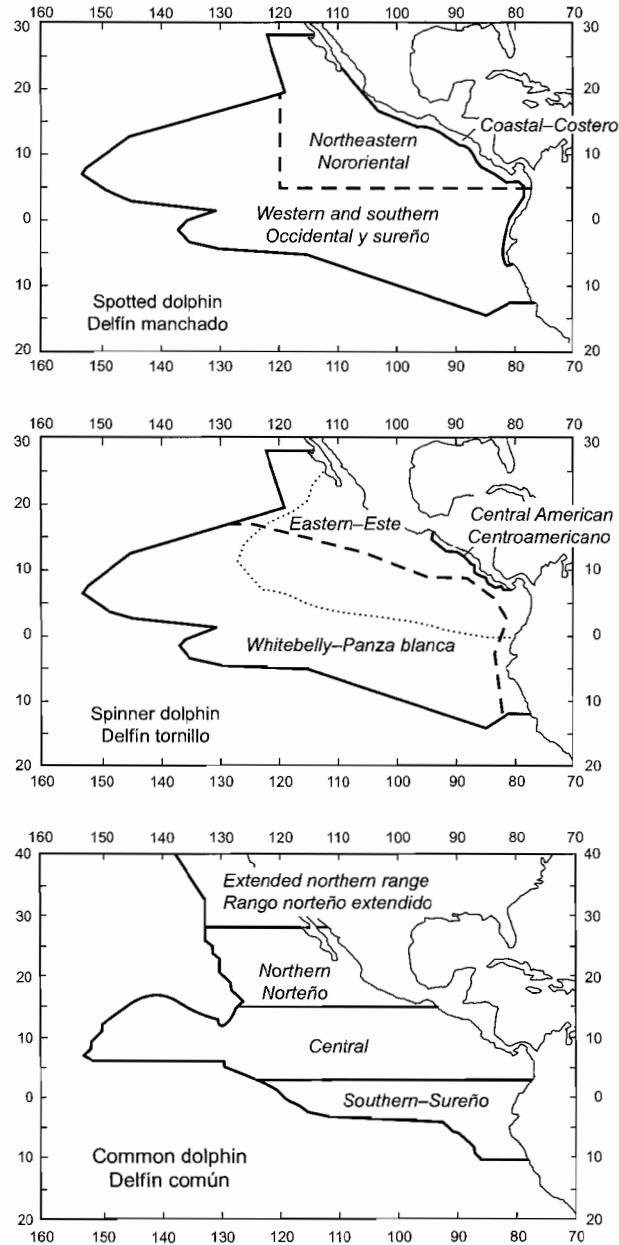 160 150 140 130 120 110 100 90 80 70
30 30
20 20
10 10
0 0
10 10
20 20
160 150 140 130 120 110 100 90 80 70
Coastal–Costero
Northeastern
Nororiental
Western and southern
Occidental y sureño
Spotted dolphin
Delfín manchado
160 150 140 130 120 110 100 90 80 70
30 30
20 20
10 10
0 0
10 10
20 20
160 150 140 130 120 110 100 90 80 70
Eastern–Este
Central American
Centroamericano
Whitebelly–Panza blanca
Spinner dolphin
Delfín tornillo
160 150 140 130 120 110 100 90 80 70
40 40
30 30
20 20
10 10
0 0
10 10
20 20
160 150 140 130 120 110 100 90 80 70
Extended northern range
Rango norteño extendido
Northern
Norteño
Central
Southern–Sureño
Common dolphin
Delfín común